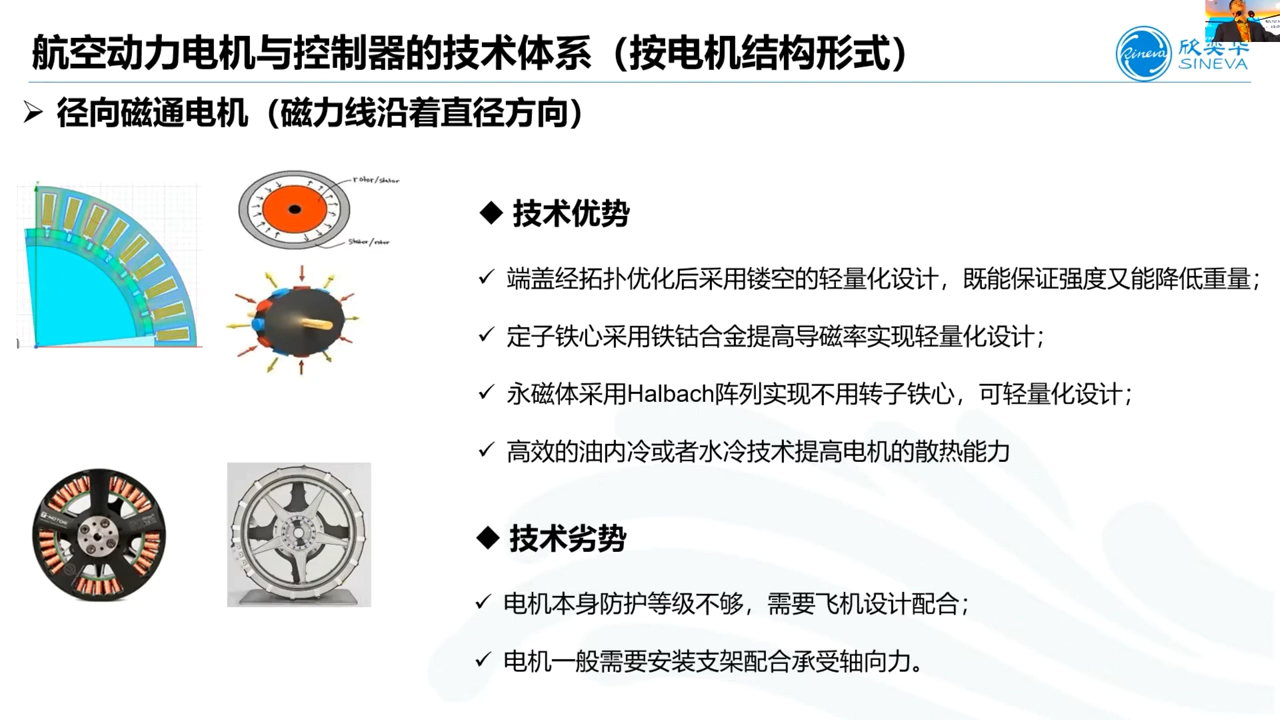 航空动力电机与控制器的技术体系（按电机结构形式）
欣奕华
SINEVA
Rineva
➢ 径向磁通电机（磁力线沿着直径方向）
rotor/stator
stator/rotor
T-MOTOR
◆ 技术优势
✓ 端盖经拓扑优化后采用镂空的轻量化设计，既能保证强度又能降低重量；
✓ 定子铁心采用铁钴合金提高导磁率实现轻量化设计；
✓ 永磁体采用Halbach阵列实现不用转子铁心，可轻量化设计；
✓ 高效的油内冷或者水冷技术提高电机的散热能力
◆ 技术劣势
✓ 电机本身防护等级不够，需要飞机设计配合；
✓ 电机一般需要安装支架配合承受轴向力。